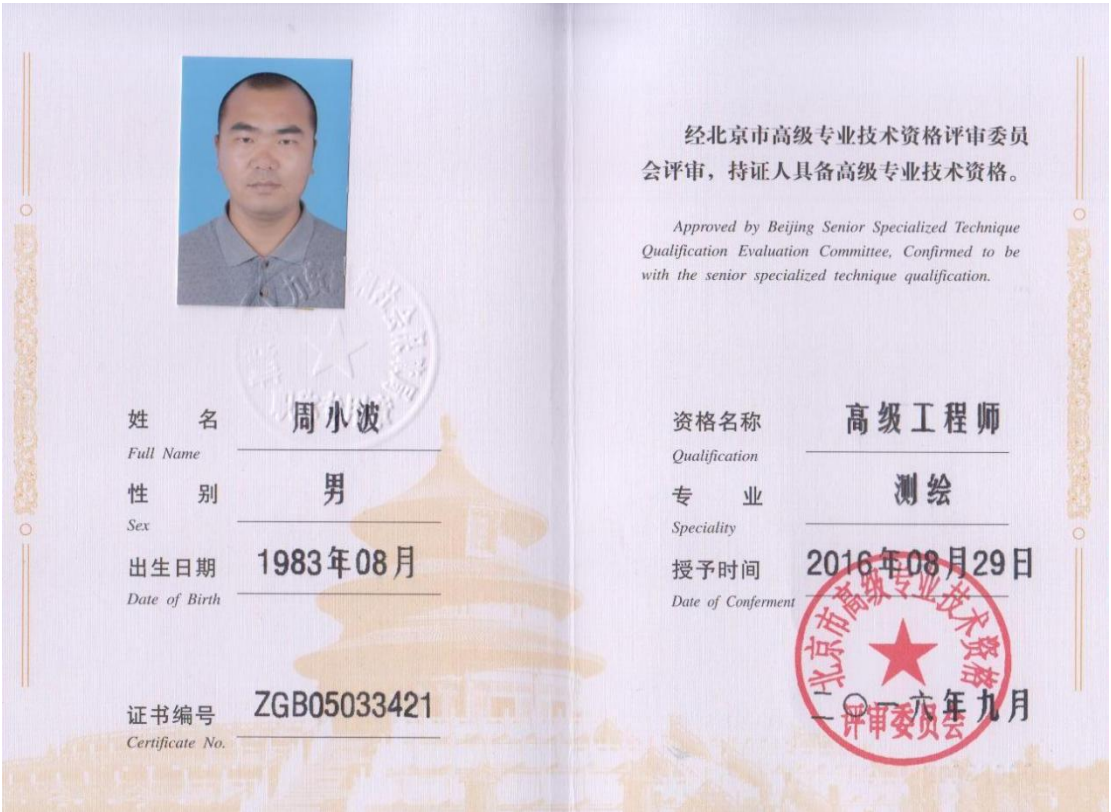 姓 名 周小波
Full Name
性 别 男
Sex
出生日期 1983年08月
Date of Birth
证书编号 ZGB05033421
Certificate No.
经北京市高级专业技术资格评审委员
会评审，持证人具备高级专业技术资格。
Approved by Beijing Senior Specialized Technique
Qualification Evaluation Committee, Confirmed to be
with the senior specialized technique qualification.
资格名称 高级工程师
Qualification
专 业 测绘
Speciality
授予时间 2016年08月29日
Date of Conferment
北京市高级专业技术资格
评审委员会
二〇一六年九月